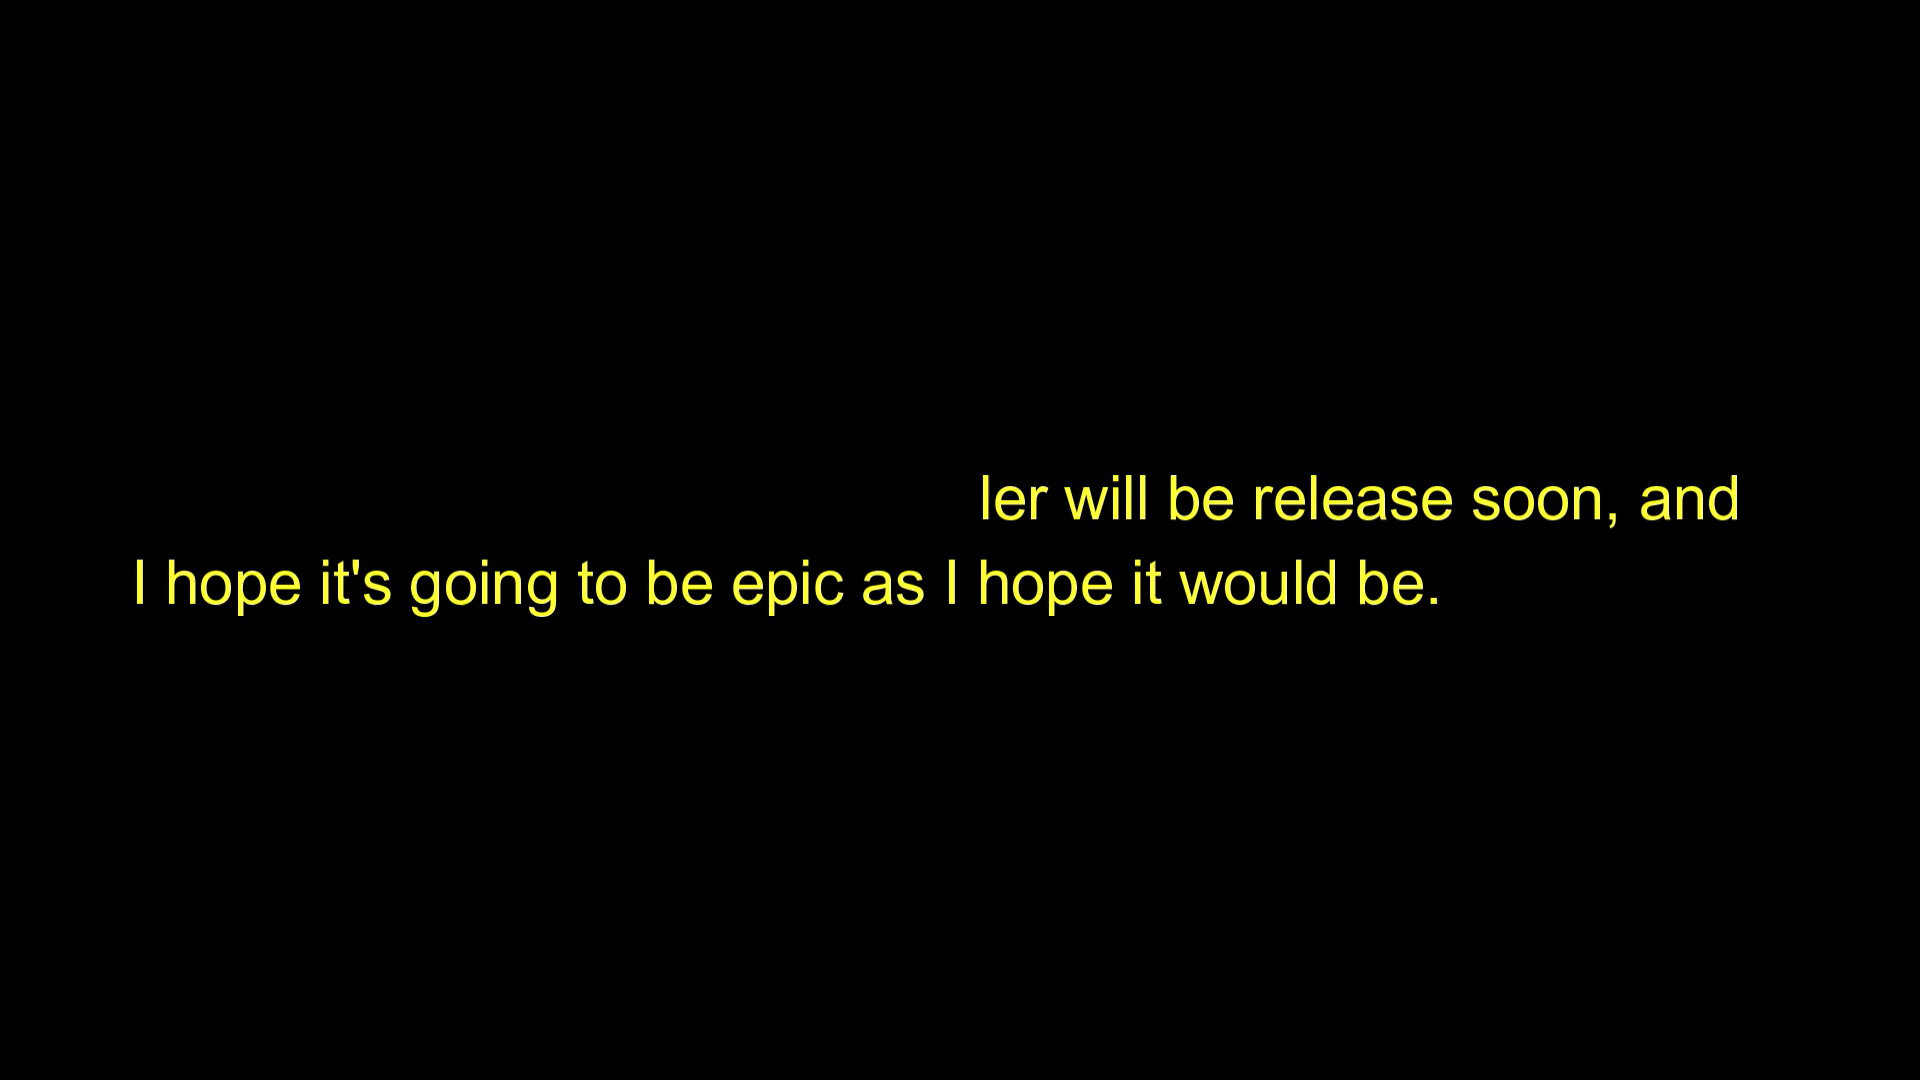 ler will be release soon, and
I hope it's going to be epic as I hope it would be.